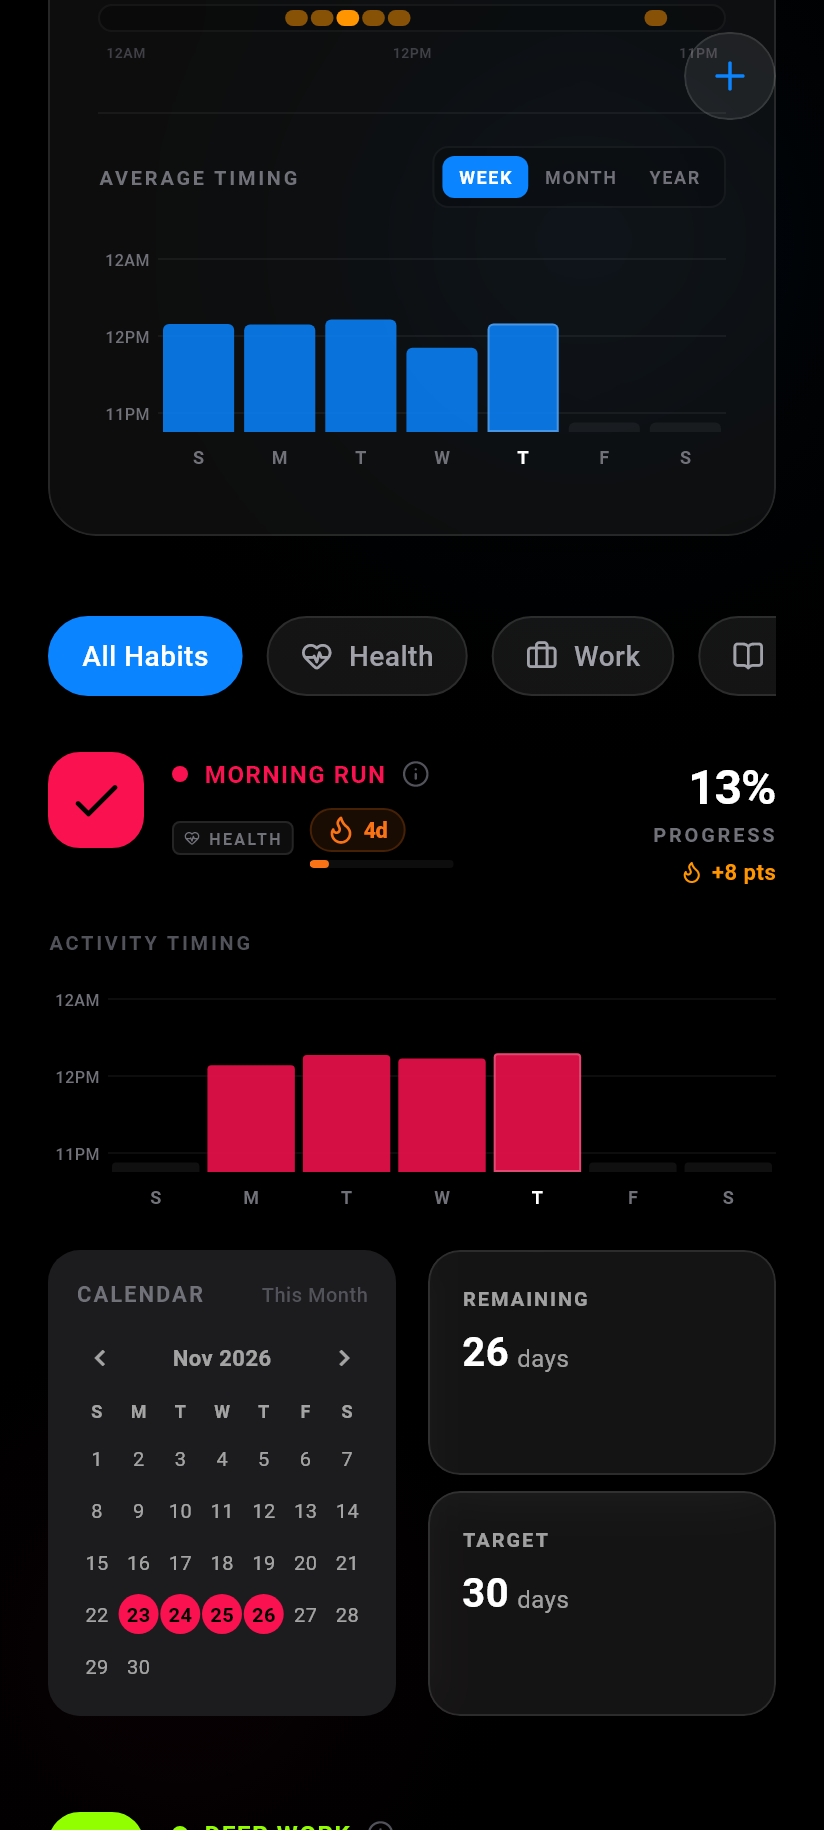 12AM 12PM 11PM
AVERAGE TIMING WEEK MONTH YEAR
12AM
12PM
11PM
S M T W T F S
All Habits Health Work
MORNING RUN
13%
HEALTH 4d
PROGRESS
+8 pts
ACTIVITY TIMING
12AM
12PM
11PM
S M T W T F S
CALENDAR This Month
Nov 2026
S M T W T F S
1 2 3 4 5 6 7
8 9 10 11 12 13 14
15 16 17 18 19 20 21
22 23 24 25 26 27 28
29 30
REMAINING
26 days
TARGET
30 days
DEEP WORK